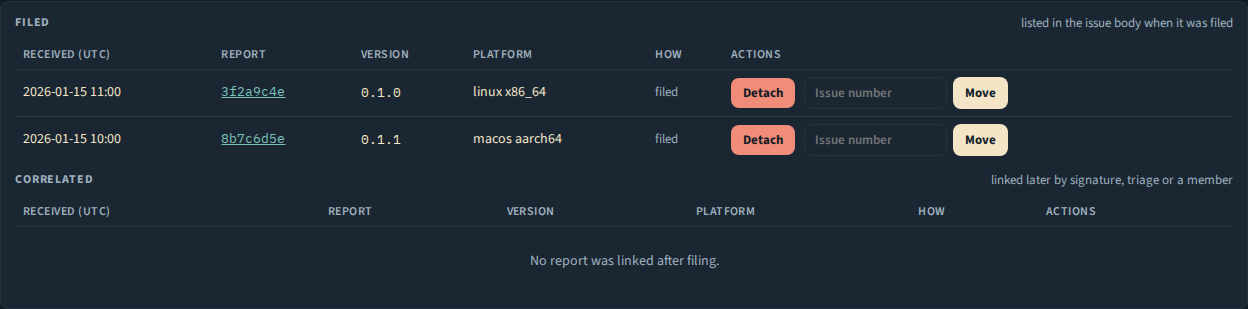 FILED listed in the issue body when it was filed
RECEIVED (UTC) REPORT VERSION PLATFORM HOW ACTIONS
2026-01-15 11:00 3f2a9c4e 0.1.0 linux x86_64 filed Detach Issue number Move
2026-01-15 10:00 8b7c6d5e 0.1.1 macos aarch64 filed Detach Issue number Move
CORRELATED linked later by signature, triage or a member
RECEIVED (UTC) REPORT VERSION PLATFORM HOW ACTIONS
No report was linked after filing.